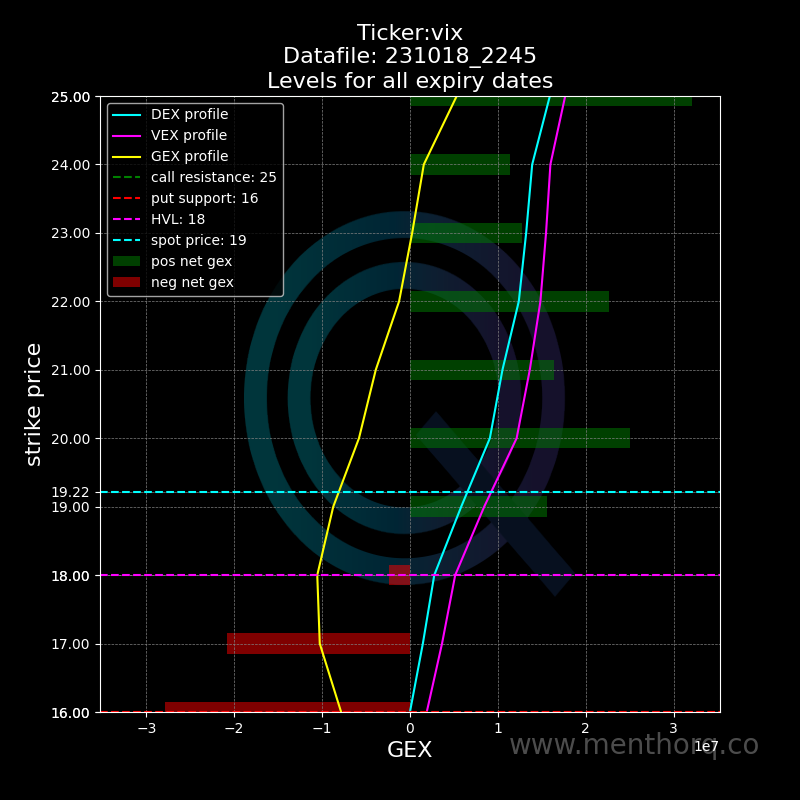 Ticker:vix
Datafile: 231018_2245
Levels for all expiry dates
25.00
24.00
23.00
22.00
21.00
20.00
19.22
19.00
18.00
17.00
16.00
strike price
DEX profile
VEX profile
GEX profile
call resistance: 25
put support: 16
HVL: 18
spot price: 19
pos net gex
neg net gex
−3 −2 −1 0 1 2 3
1e7
GEX
www.menthorq.co